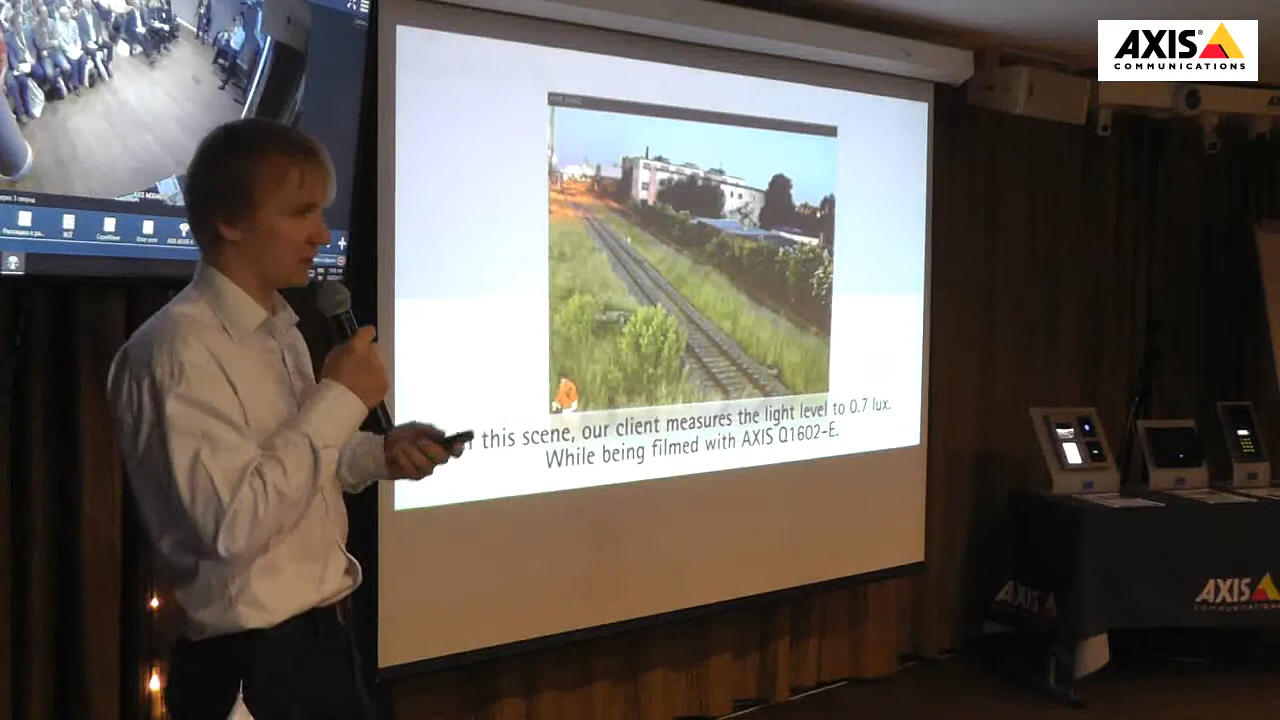 AXIS
COMMUNICATIONS
this scene, our client measures the light level to 0.7 lux.
While being filmed with AXIS Q1602-E.
AXIS
AXIS
COMMUNICATIONS